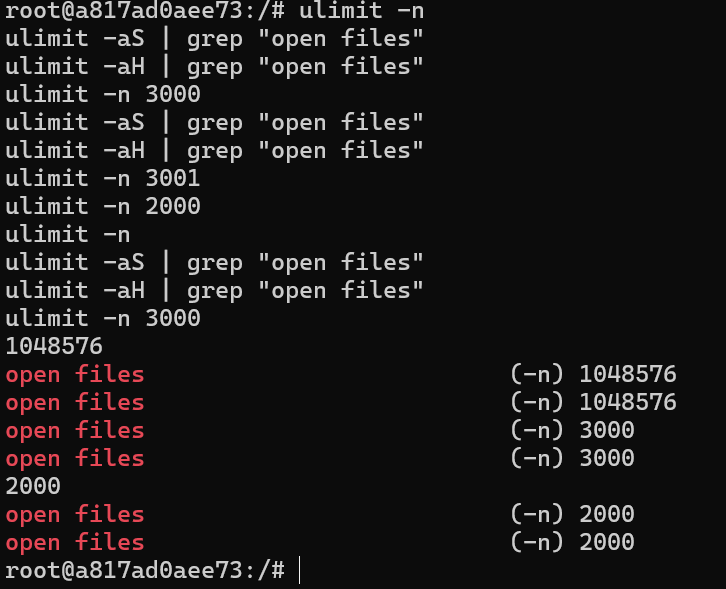 root@a817ad0aee73:/# ulimit -n
ulimit -aS | grep "open files"
ulimit -aH | grep "open files"
ulimit -n 3000
ulimit -aS | grep "open files"
ulimit -aH | grep "open files"
ulimit -n 3001
ulimit -n 2000
ulimit -n
ulimit -aS | grep "open files"
ulimit -aH | grep "open files"
ulimit -n 3000
1048576
open files                          (-n) 1048576
open files                          (-n) 1048576
open files                          (-n) 3000
open files                          (-n) 3000
2000
open files                          (-n) 2000
open files                          (-n) 2000
root@a817ad0aee73:/#